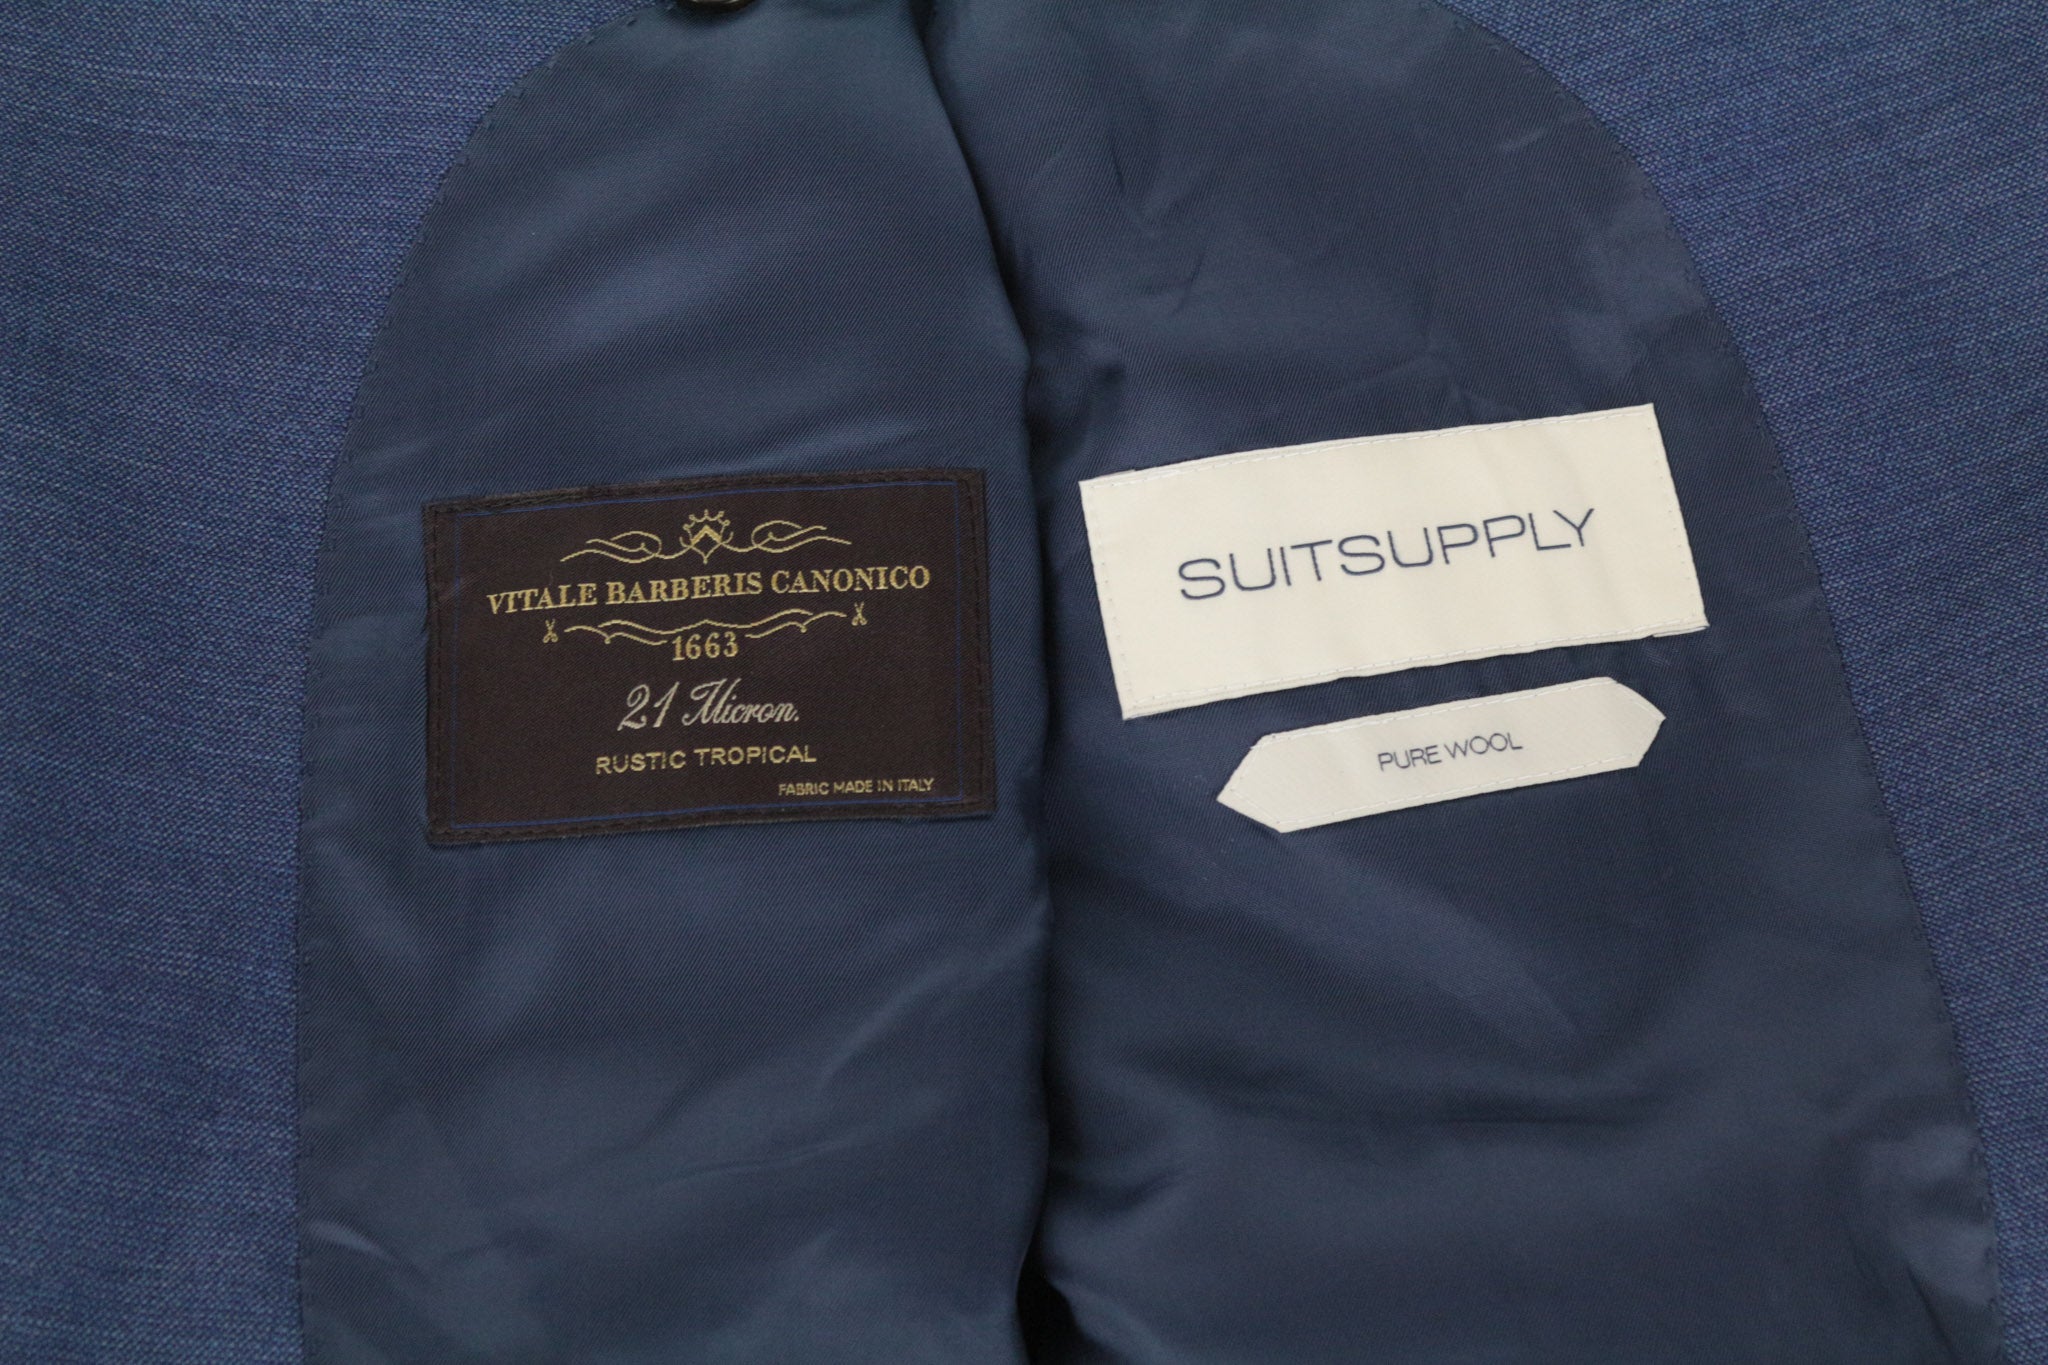 VITALE BARBERIS CANONICO
1663
21 Micron.
RUSTIC TROPICAL
FABRIC MADE IN ITALY
SUITSUPPLY
PURE WOOL